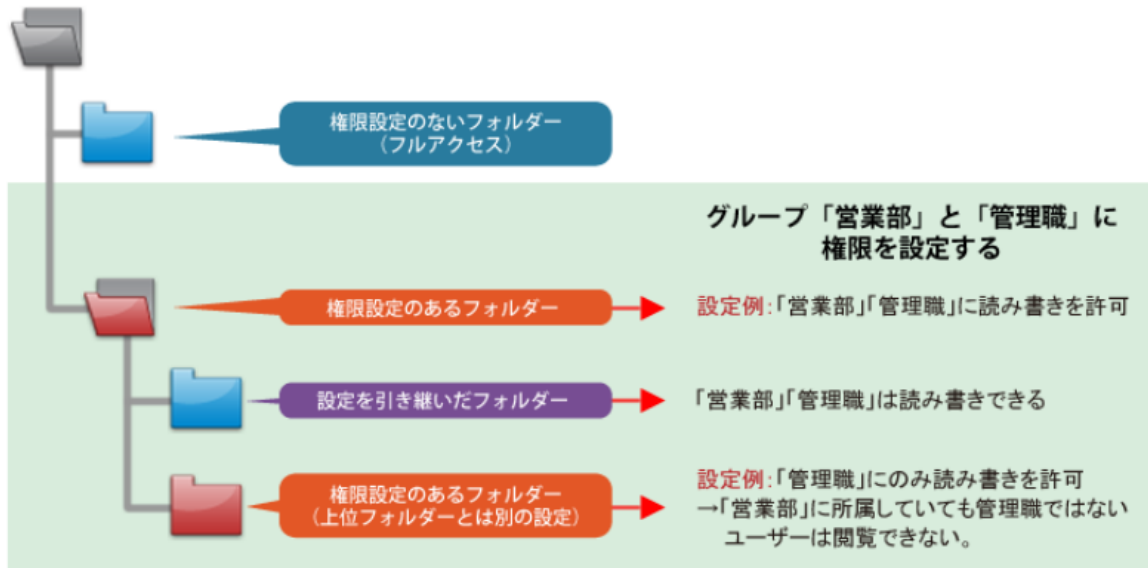 権限設定のないフォルダー
（フルアクセス）
グループ「営業部」と「管理職」に
権限を設定する
権限設定のあるフォルダー
設定例：「営業部」「管理職」に読み書きを許可
設定を引き継いだフォルダー
「営業部」「管理職」は読み書きできる
権限設定のあるフォルダー
（上位フォルダーとは別の設定）
設定例：「管理職」にのみ読み書きを許可
→「営業部」に所属していても管理職ではない
ユーザーは閲覧できない。